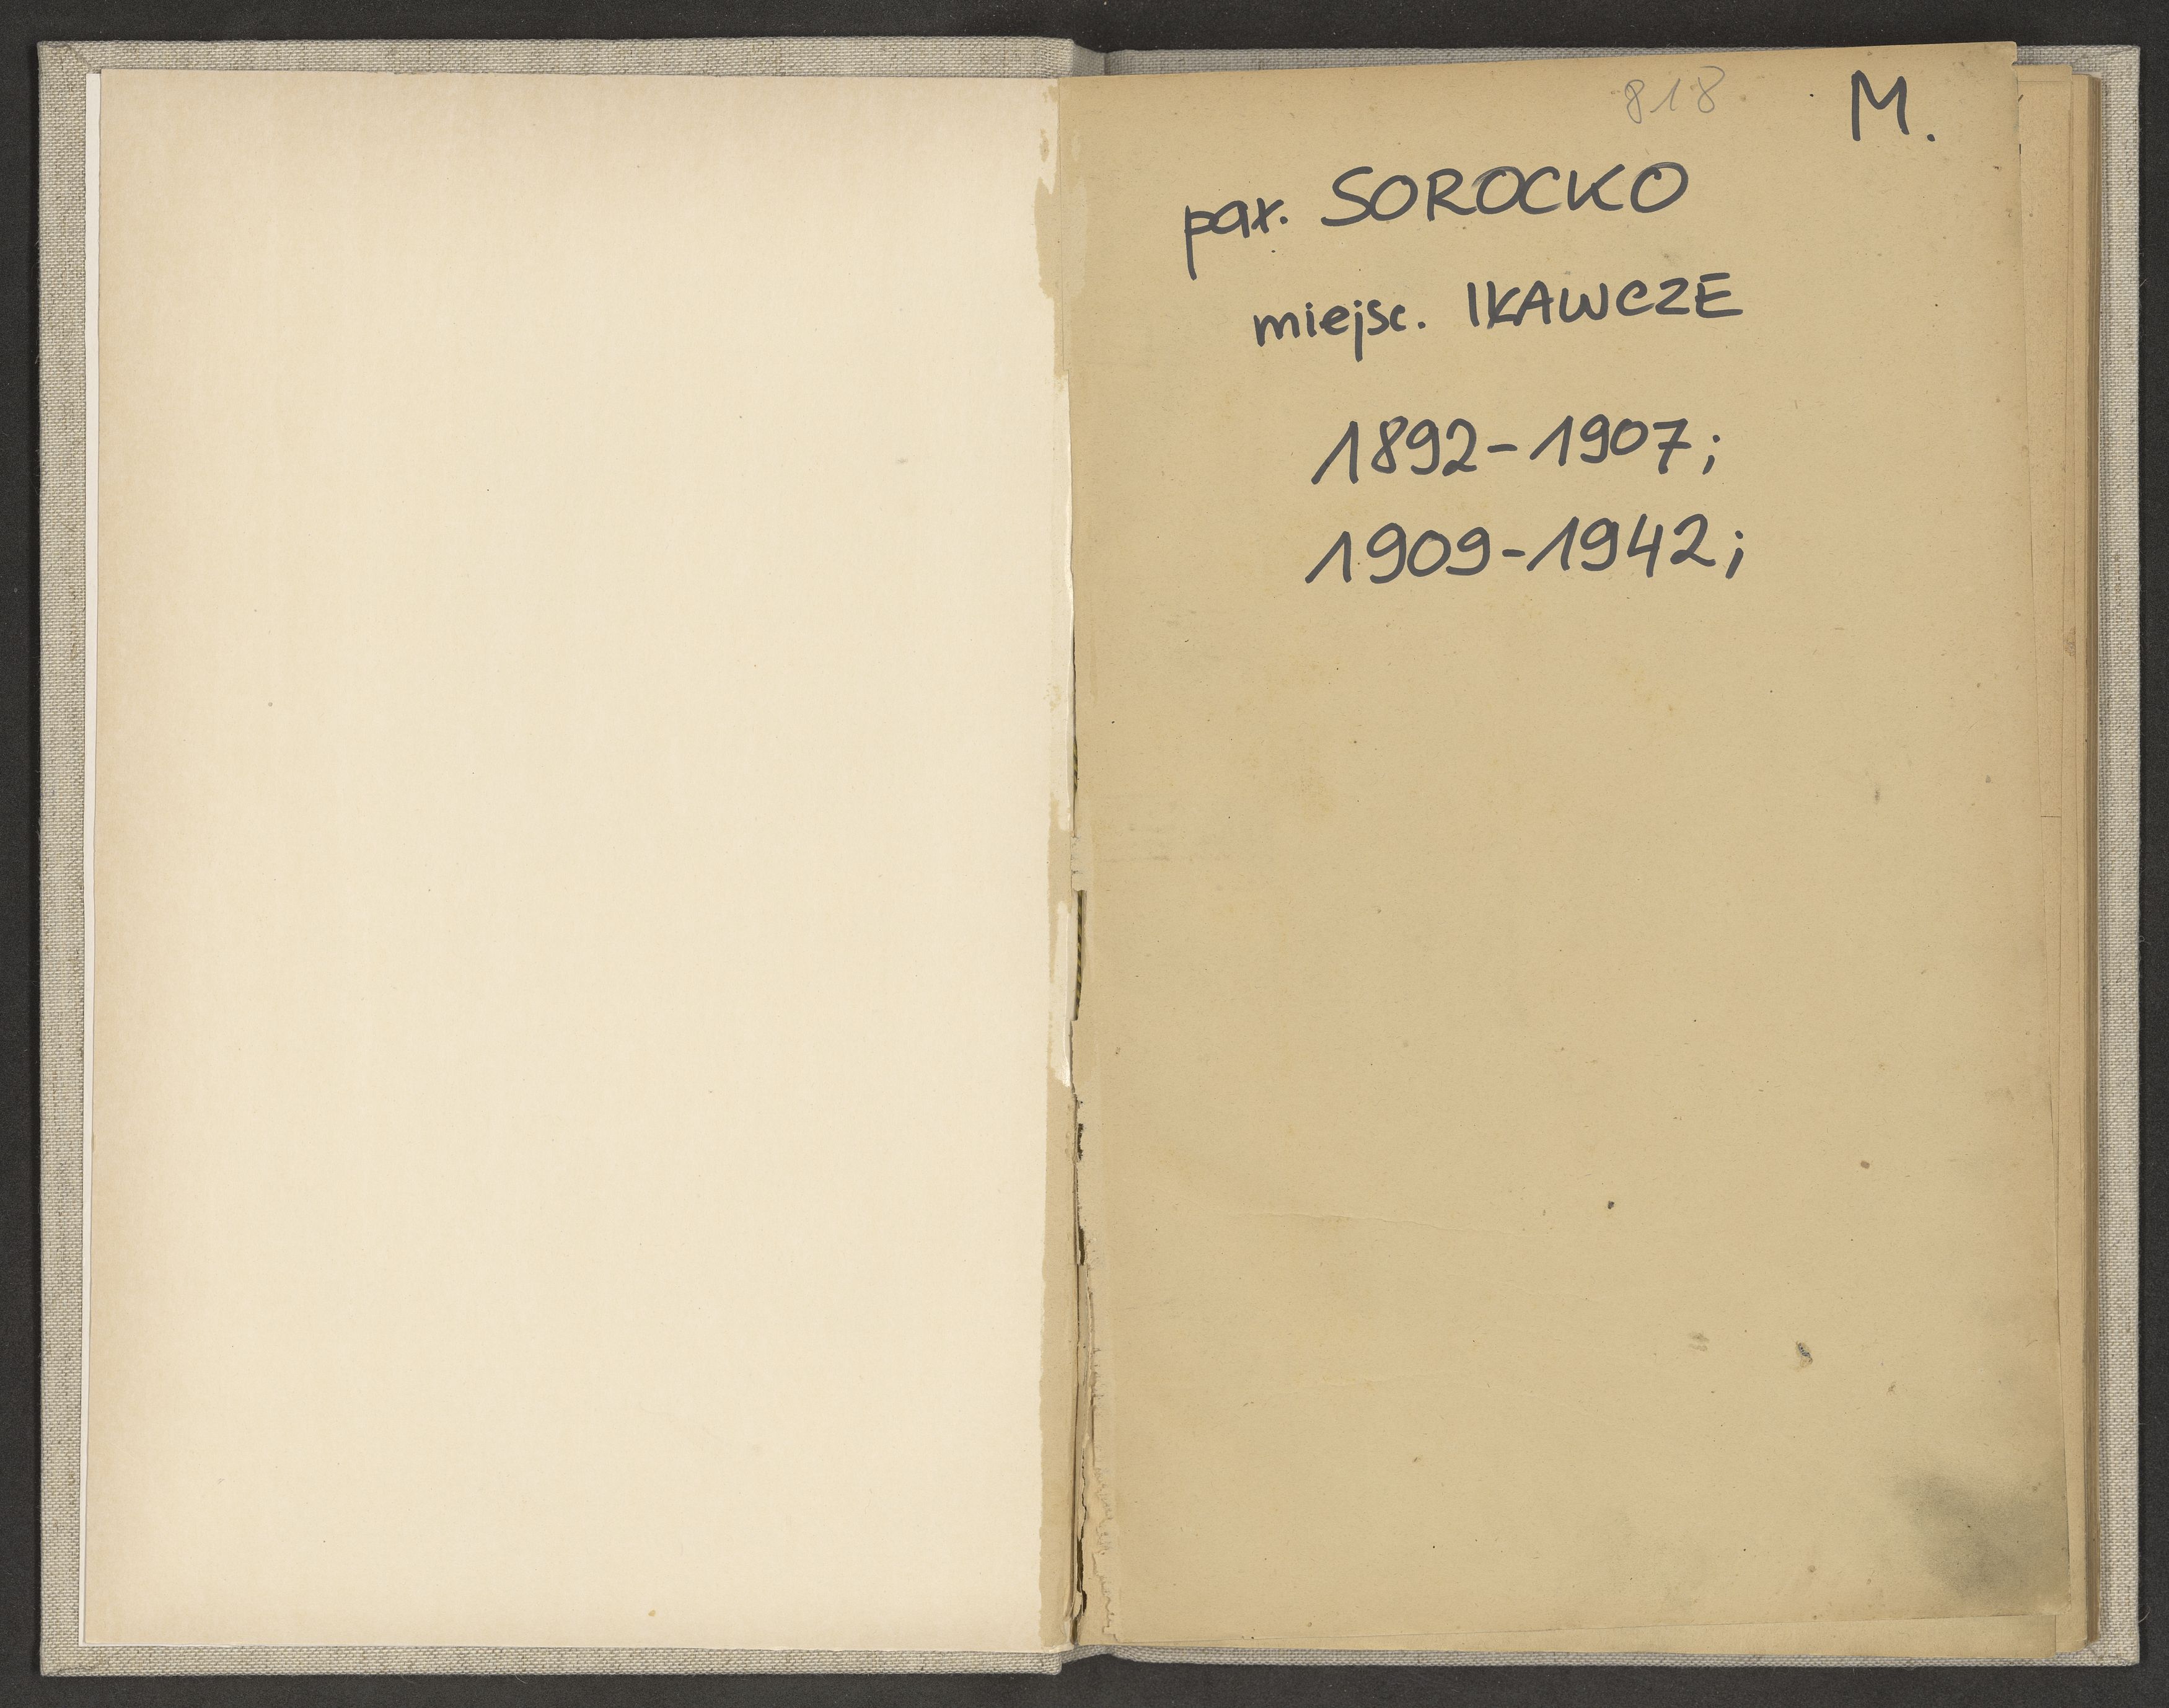 818 M.
par. SOROCKO
miejsc. IKAWCZE
1892-1907;
1909-1942;